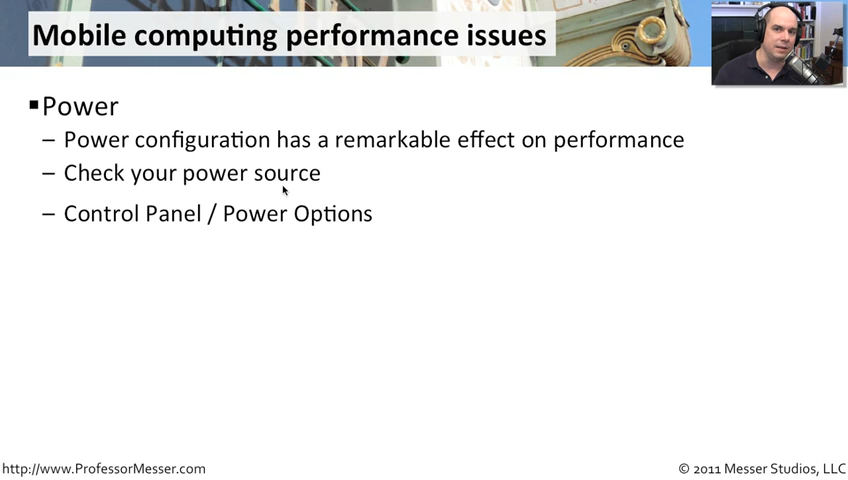 Mobile computing performance issues
▪Power
– Power configuration has a remarkable effect on performance
– Check your power source
– Control Panel / Power Options
http://www.ProfessorMesser.com
© 2011 Messer Studios, LLC